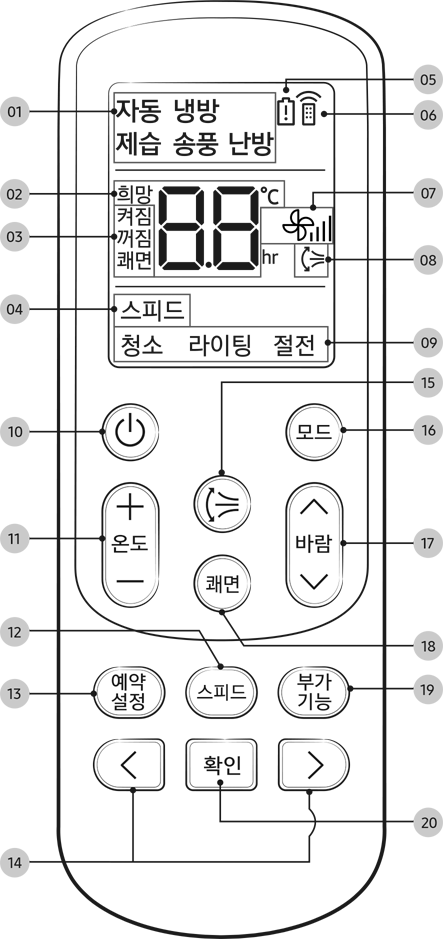 05
01 자동 냉방 06
제습 송풍 난방
02 희망 88 °C 07
켜짐
03 꺼짐
쾌면 hr 08
04 스피드
청소 라이팅 절전 09
15
10 모드 16
+
11 온도 바람 17
−
쾌면
12 18
13 예약 설정 스피드 부가 기능 19
< 확인 >
20
14